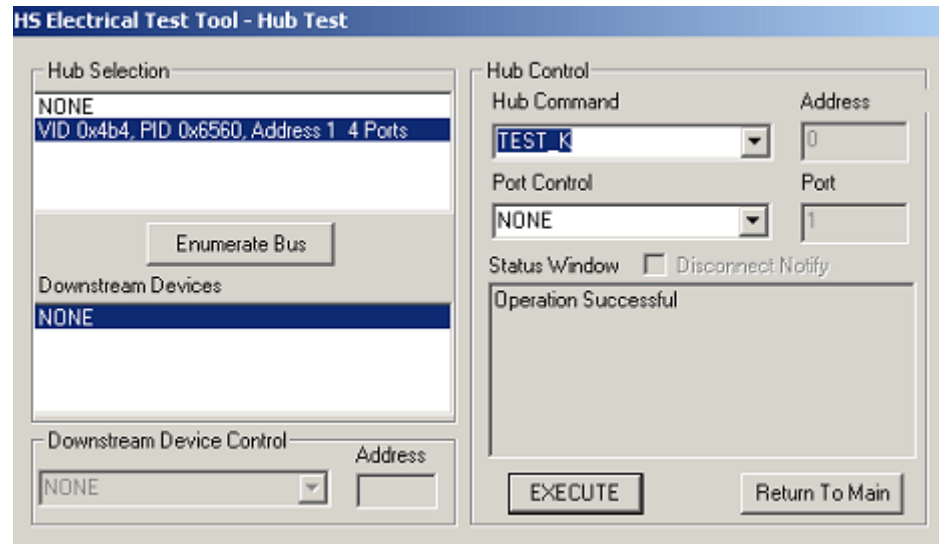 HS Electrical Test Tool - Hub Test
Hub Selection
NONE
VID 0x4b4, PID 0x6560, Address 1  4 Ports
Enumerate Bus
Downstream Devices
NONE
Downstream Device Control
Address
NONE
Hub Control
Hub Command
Address
TEST_K
0
Port Control
Port
NONE
1
Status Window
Disconnect Notify
Operation Successful
EXECUTE
Return To Main